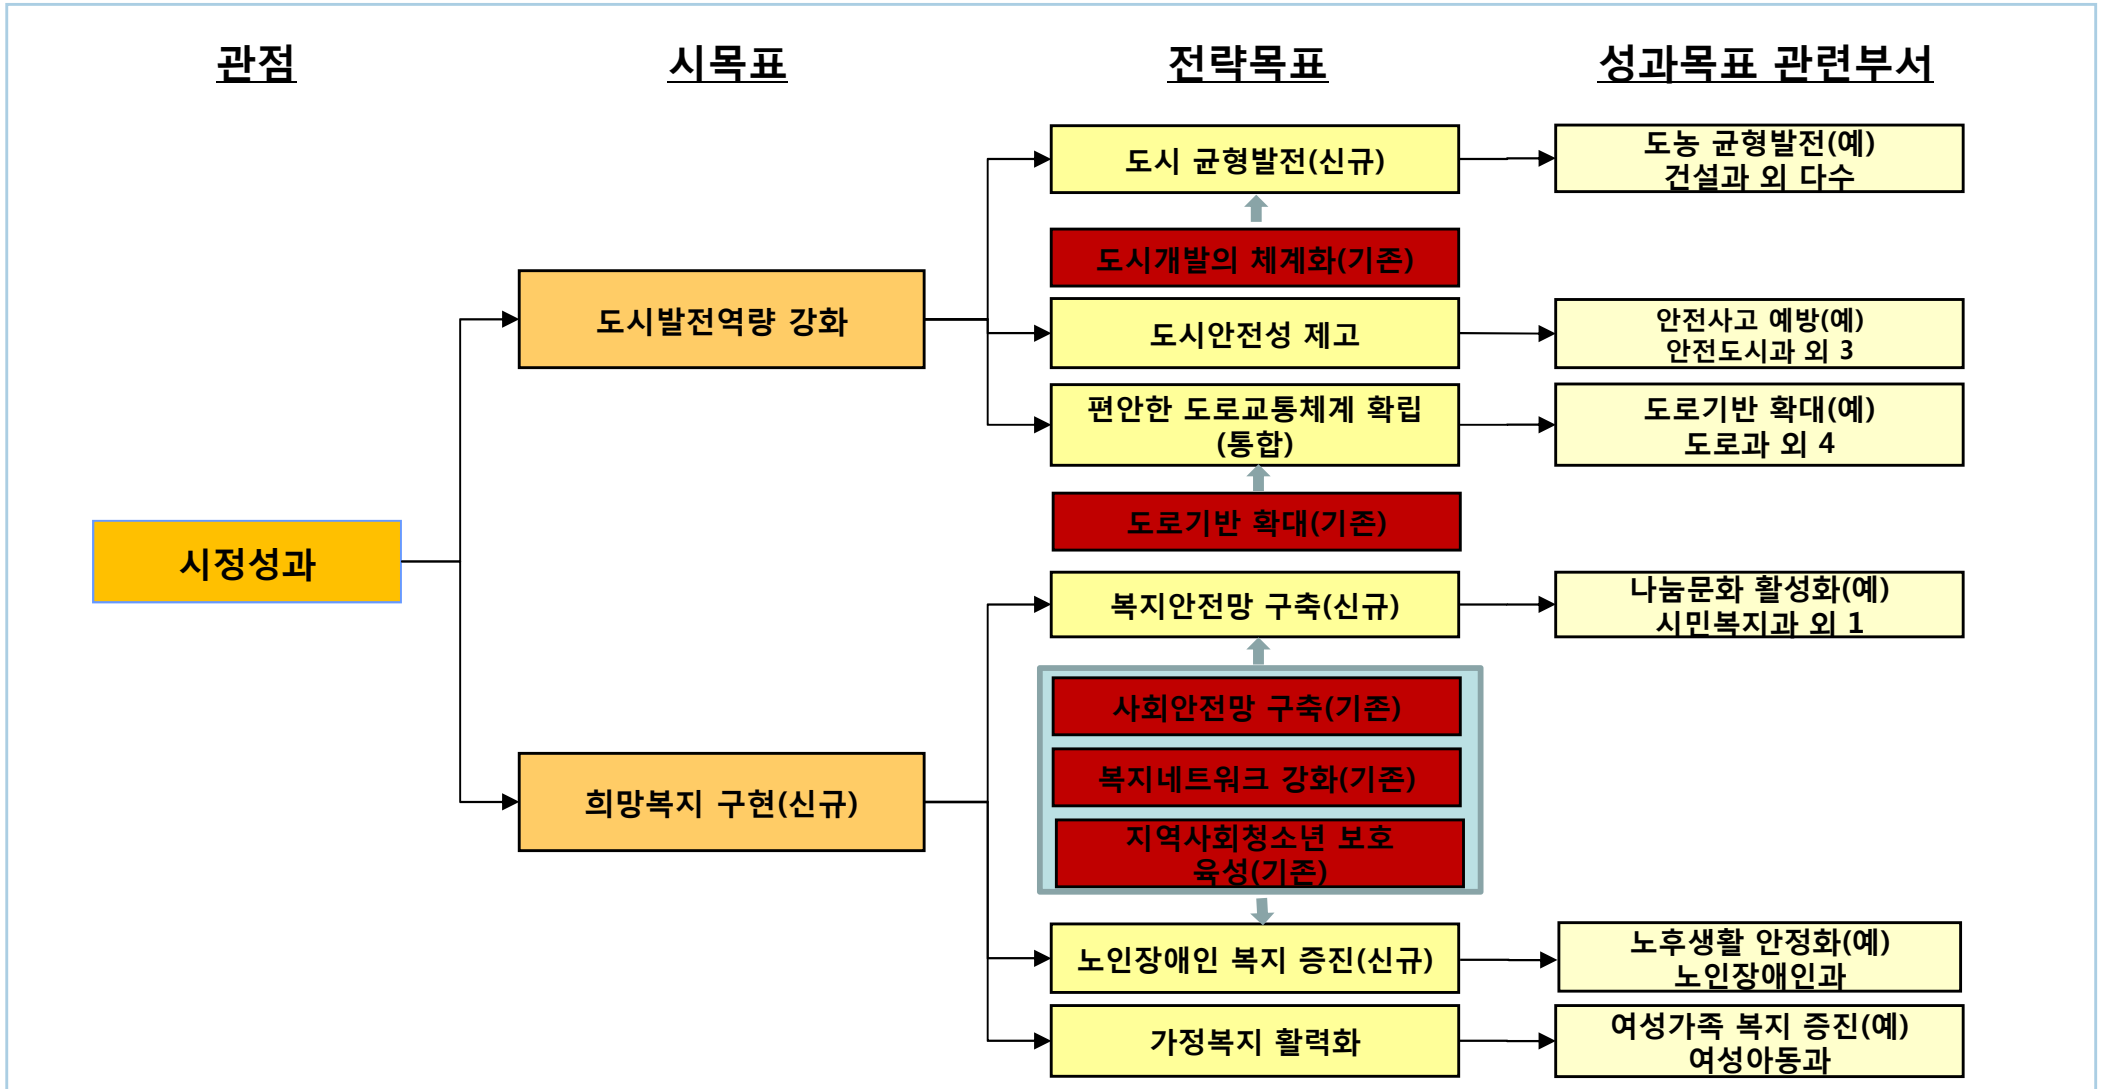 관점
시목표
전략목표
성과목표 관련부서
시정성과
도시발전역량 강화
희망복지 구현(신규)
도시 균형발전(신규)
도시개발의 체계화(기존)
도시안전성 제고
편안한 도로교통체계 확립
(통합)
도로기반 확대(기존)
복지안전망 구축(신규)
사회안전망 구축(기존)
복지네트워크 강화(기존)
지역사회청소년 보호
육성(기존)
노인장애인 복지 증진(신규)
가정복지 활력화
도농 균형발전(예)
건설과 외 다수
안전사고 예방(예)
안전도시과 외 3
도로기반 확대(예)
도로과 외 4
나눔문화 활성화(예)
시민복지과 외 1
노후생활 안정화(예)
노인장애인과
여성가족 복지 증진(예)
여성아동과